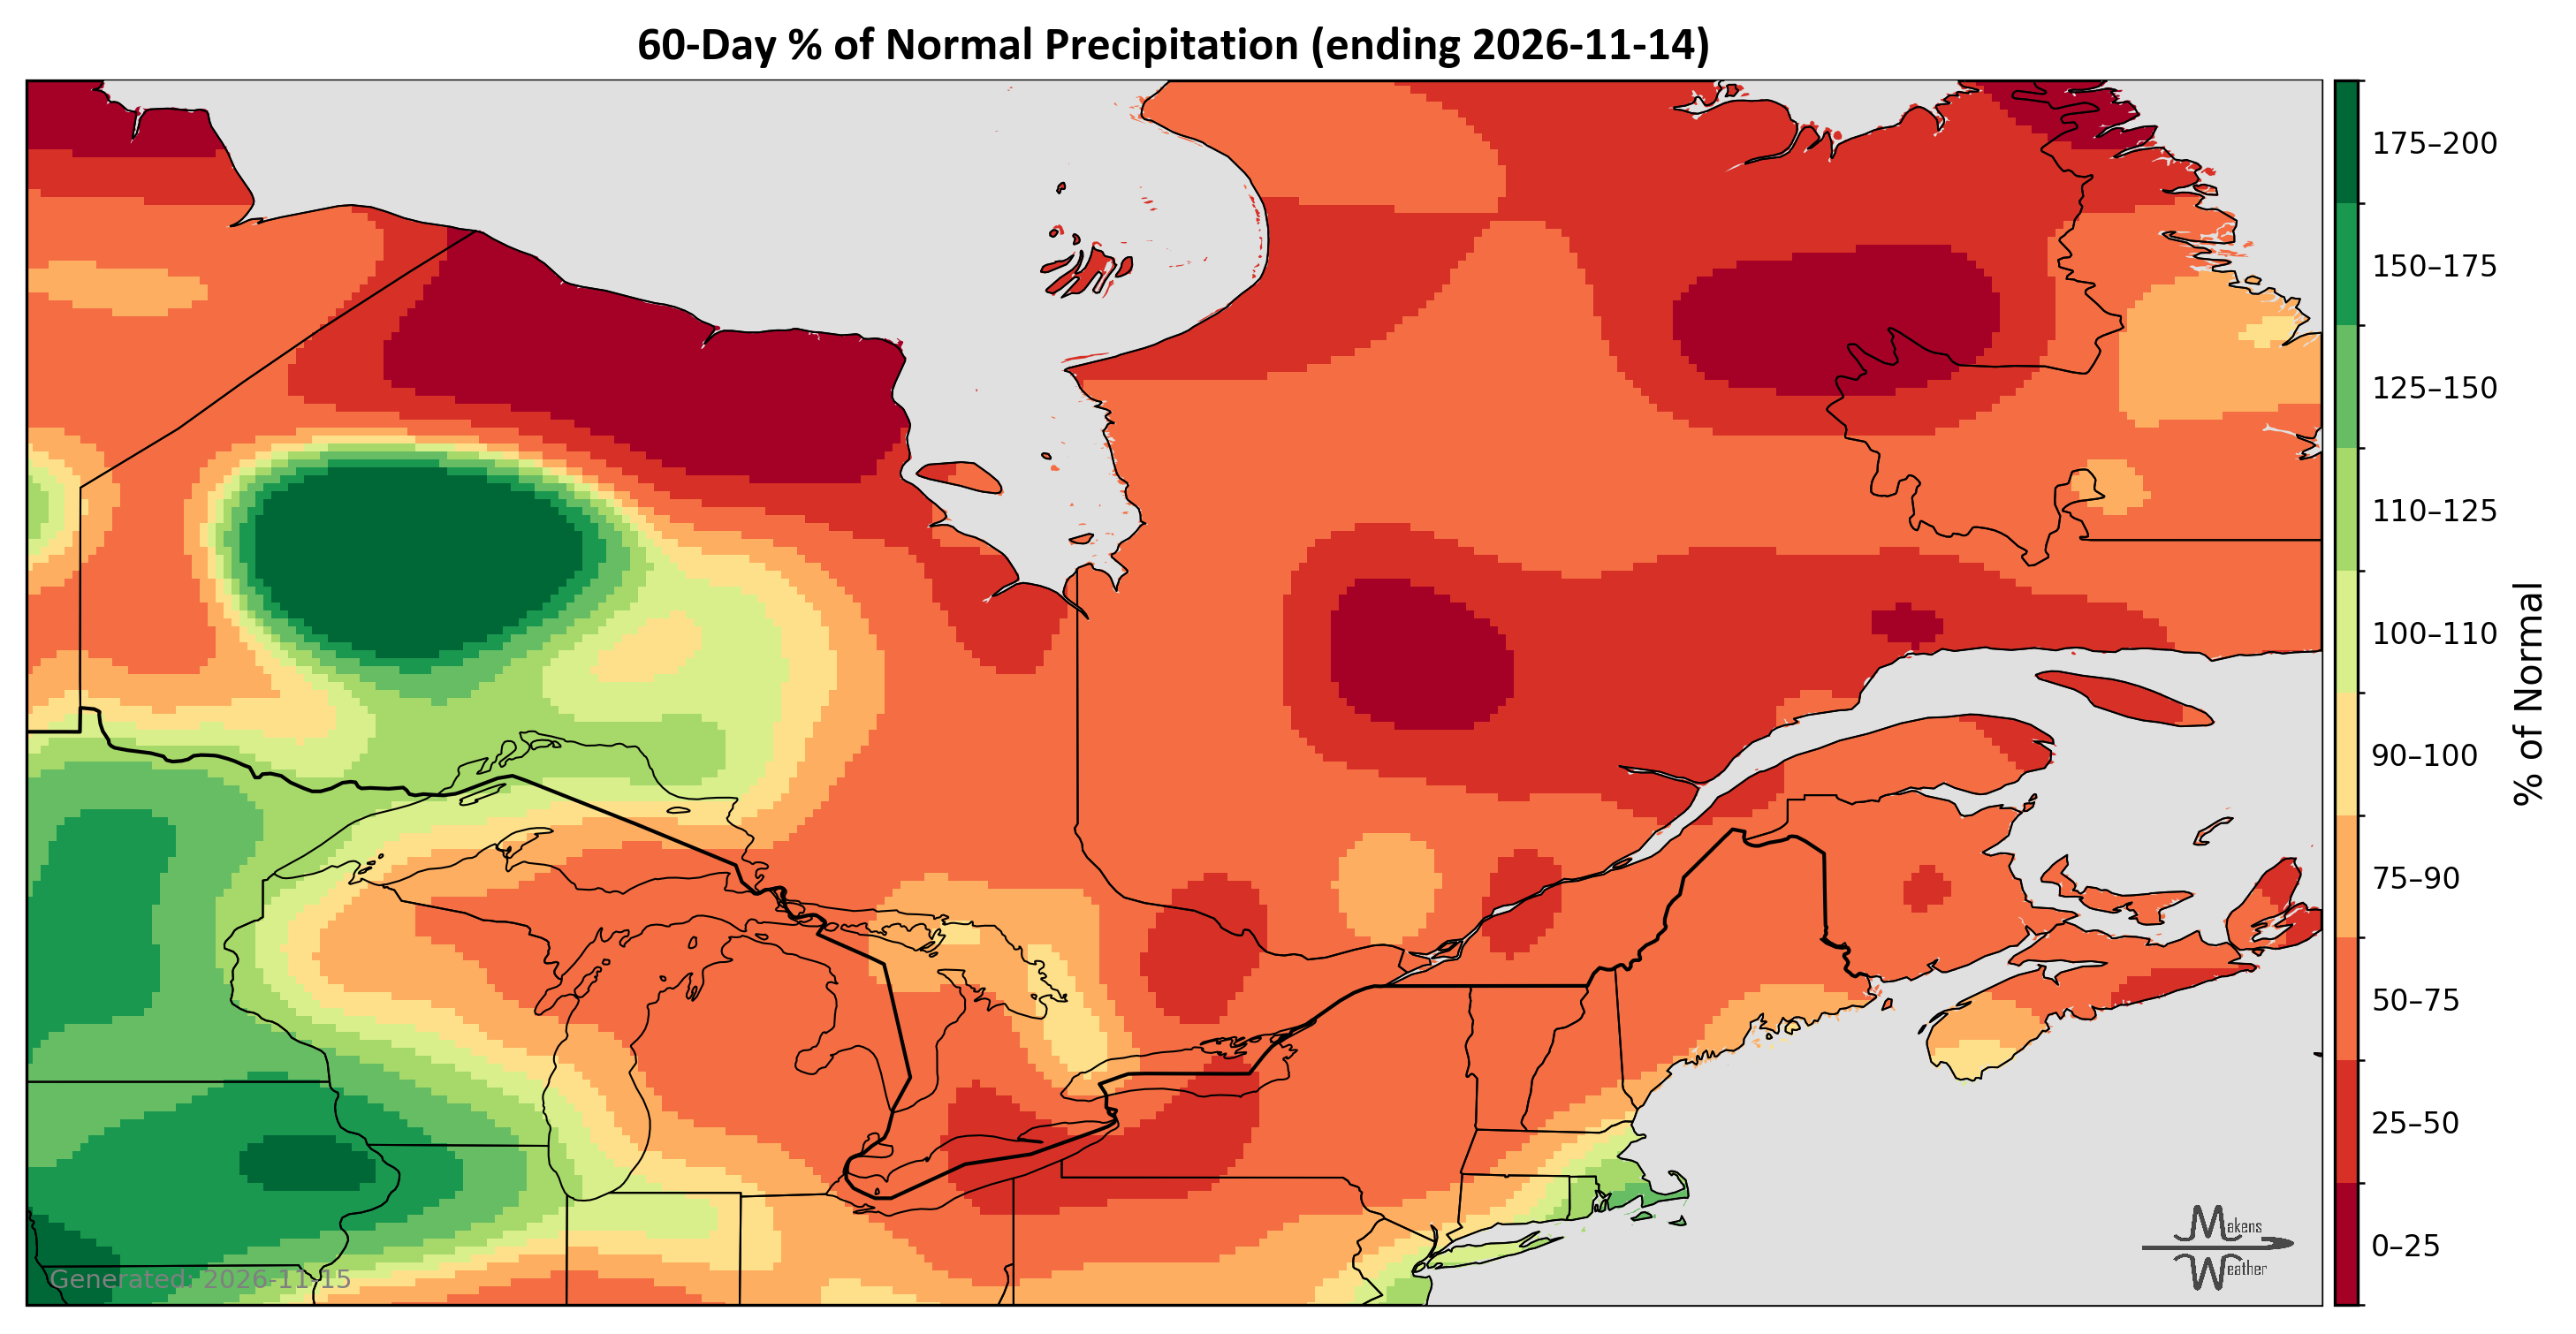 60-Day % of Normal Precipitation (ending 2026-11-14)
175–200
150–175
125–150
110–125
100–110
90–100
75–90
50–75
25–50
0–25
% of Normal
Generated: 2026-11-15
Makens
Weather